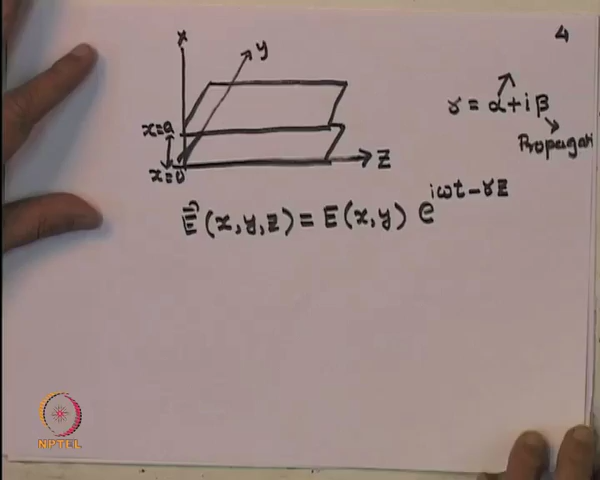 4
x
y
γ = α + iβ
x=a
Propagati
z
x=0
E⃗ (x, y, z) = E (x, y) e^{iωt - γz}
NPTEL